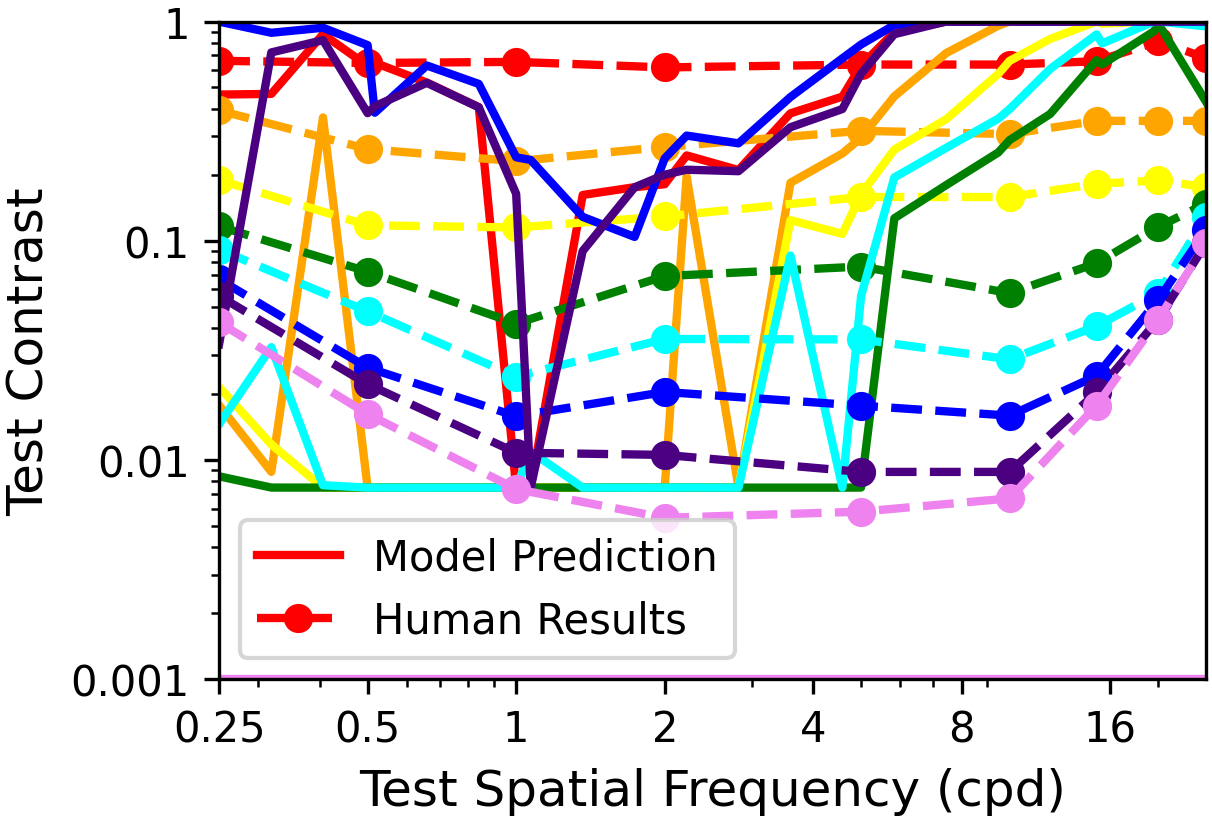 1
0.1
0.01
0.001
Test Contrast
Model Prediction
Human Results
0.25 0.5 1 2 4 8 16
Test Spatial Frequency (cpd)